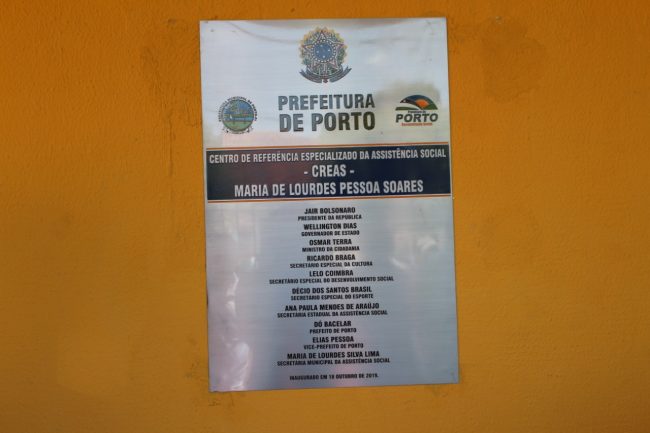 PREFEITURA
DE PORTO
PORTO
CENTRO DE REFERÊNCIA ESPECIALIZADO DA ASSISTÊNCIA SOCIAL
- CREAS -
MARIA DE LOURDES PESSOA SOARES
JAIR BOLSONARO
PRESIDENTE DA REPÚBLICA
WELLINGTON DIAS
GOVERNADOR DE ESTADO
OSMAR TERRA
MINISTRO DA CIDADANIA
RICARDO BRAGA
SECRETÁRIO ESPECIAL DA CULTURA
LELO COIMBRA
SECRETÁRIO ESPECIAL DO DESENVOLVIMENTO SOCIAL
DÉCIO DOS SANTOS BRASIL
SECRETÁRIO ESPECIAL DO ESPORTE
ANA PAULA MENDES DE ARAÚJO
SECRETÁRIA ESTADUAL DA ASSISTÊNCIA SOCIAL
DÓ BACELAR
PREFEITO DE PORTO
ELIAS PESSOA
VICE-PREFEITO DE PORTO
MARIA DE LOURDES SILVA LIMA
SECRETÁRIA MUNICIPAL DA ASSISTÊNCIA SOCIAL
INAUGURADO EM 18 OUTUBRO DE 2019.